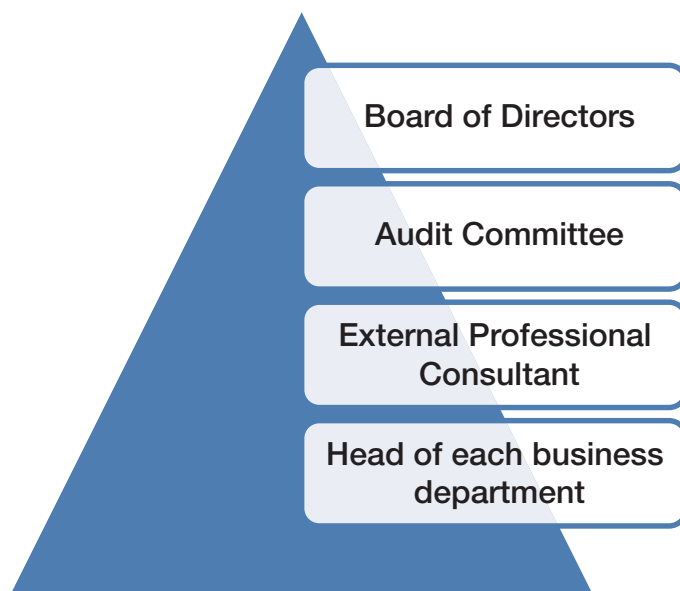 Board of Directors
Audit Committee
External Professional
Consultant
Head of each business
department